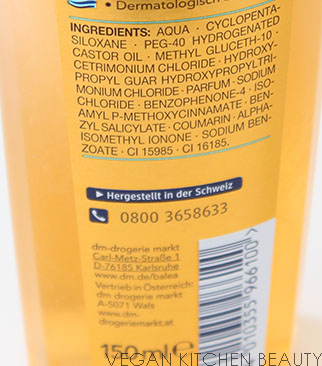 • Dermatologisch
INGREDIENTS: AQUA · CYCLOPENTA-
SILOXANE · PEG-40 HYDROGENATED
CASTOR OIL · METHYL GLUCETH-10 ·
CETRIMONIUM CHLORIDE · HYDROXY-
PROPYL GUAR HYDROXYPROPYLTRI-
MONIUM CHLORIDE · PARFUM · SODIUM
CHLORIDE · BENZOPHENONE-4 · ISO-
AMYL P-METHOXYCINNAMATE · BEN-
ZYL SALICYLATE · COUMARIN · ALPHA-
ISOMETHYL IONONE · SODIUM BEN-
ZOATE · CI 15985 · CI 16185.
Hergestellt in der Schweiz
0800 3658633
dm-drogerie markt
Carl-Metz-Straße 1
D-76185 Karlsruhe
www.dm.de/balea
Vertrieb in Österreich:
dm drogerie markt
A-5071 Wals
www.dm-
drogeriemarkt.at
150 ml e
VEGAN KITCHEN BEAUTY